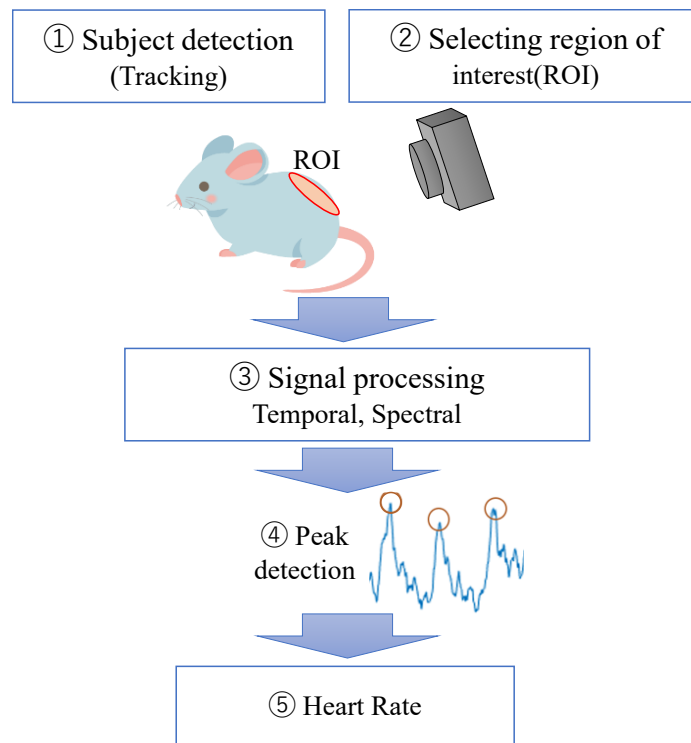 ① Subject detection
(Tracking)
② Selecting region of
interest(ROI)
ROI
③ Signal processing
Temporal, Spectral
④ Peak
detection
⑤ Heart Rate